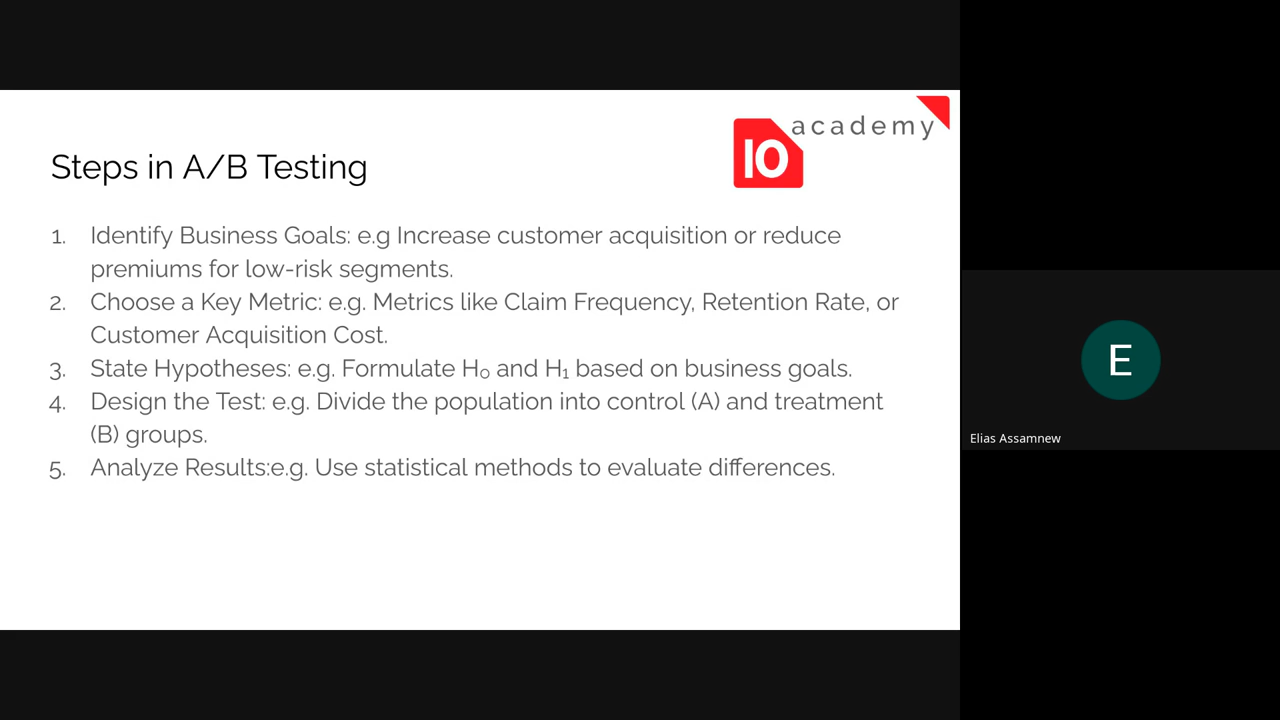 academy
10
Steps in A/B Testing
1. Identify Business Goals: e.g Increase customer acquisition or reduce
premiums for low-risk segments.
2. Choose a Key Metric: e.g. Metrics like Claim Frequency, Retention Rate, or
Customer Acquisition Cost.
3. State Hypotheses: e.g. Formulate H₀ and H₁ based on business goals.
4. Design the Test: e.g. Divide the population into control (A) and treatment
(B) groups.
5. Analyze Results:e.g. Use statistical methods to evaluate differences.
E
Elias Assamnew